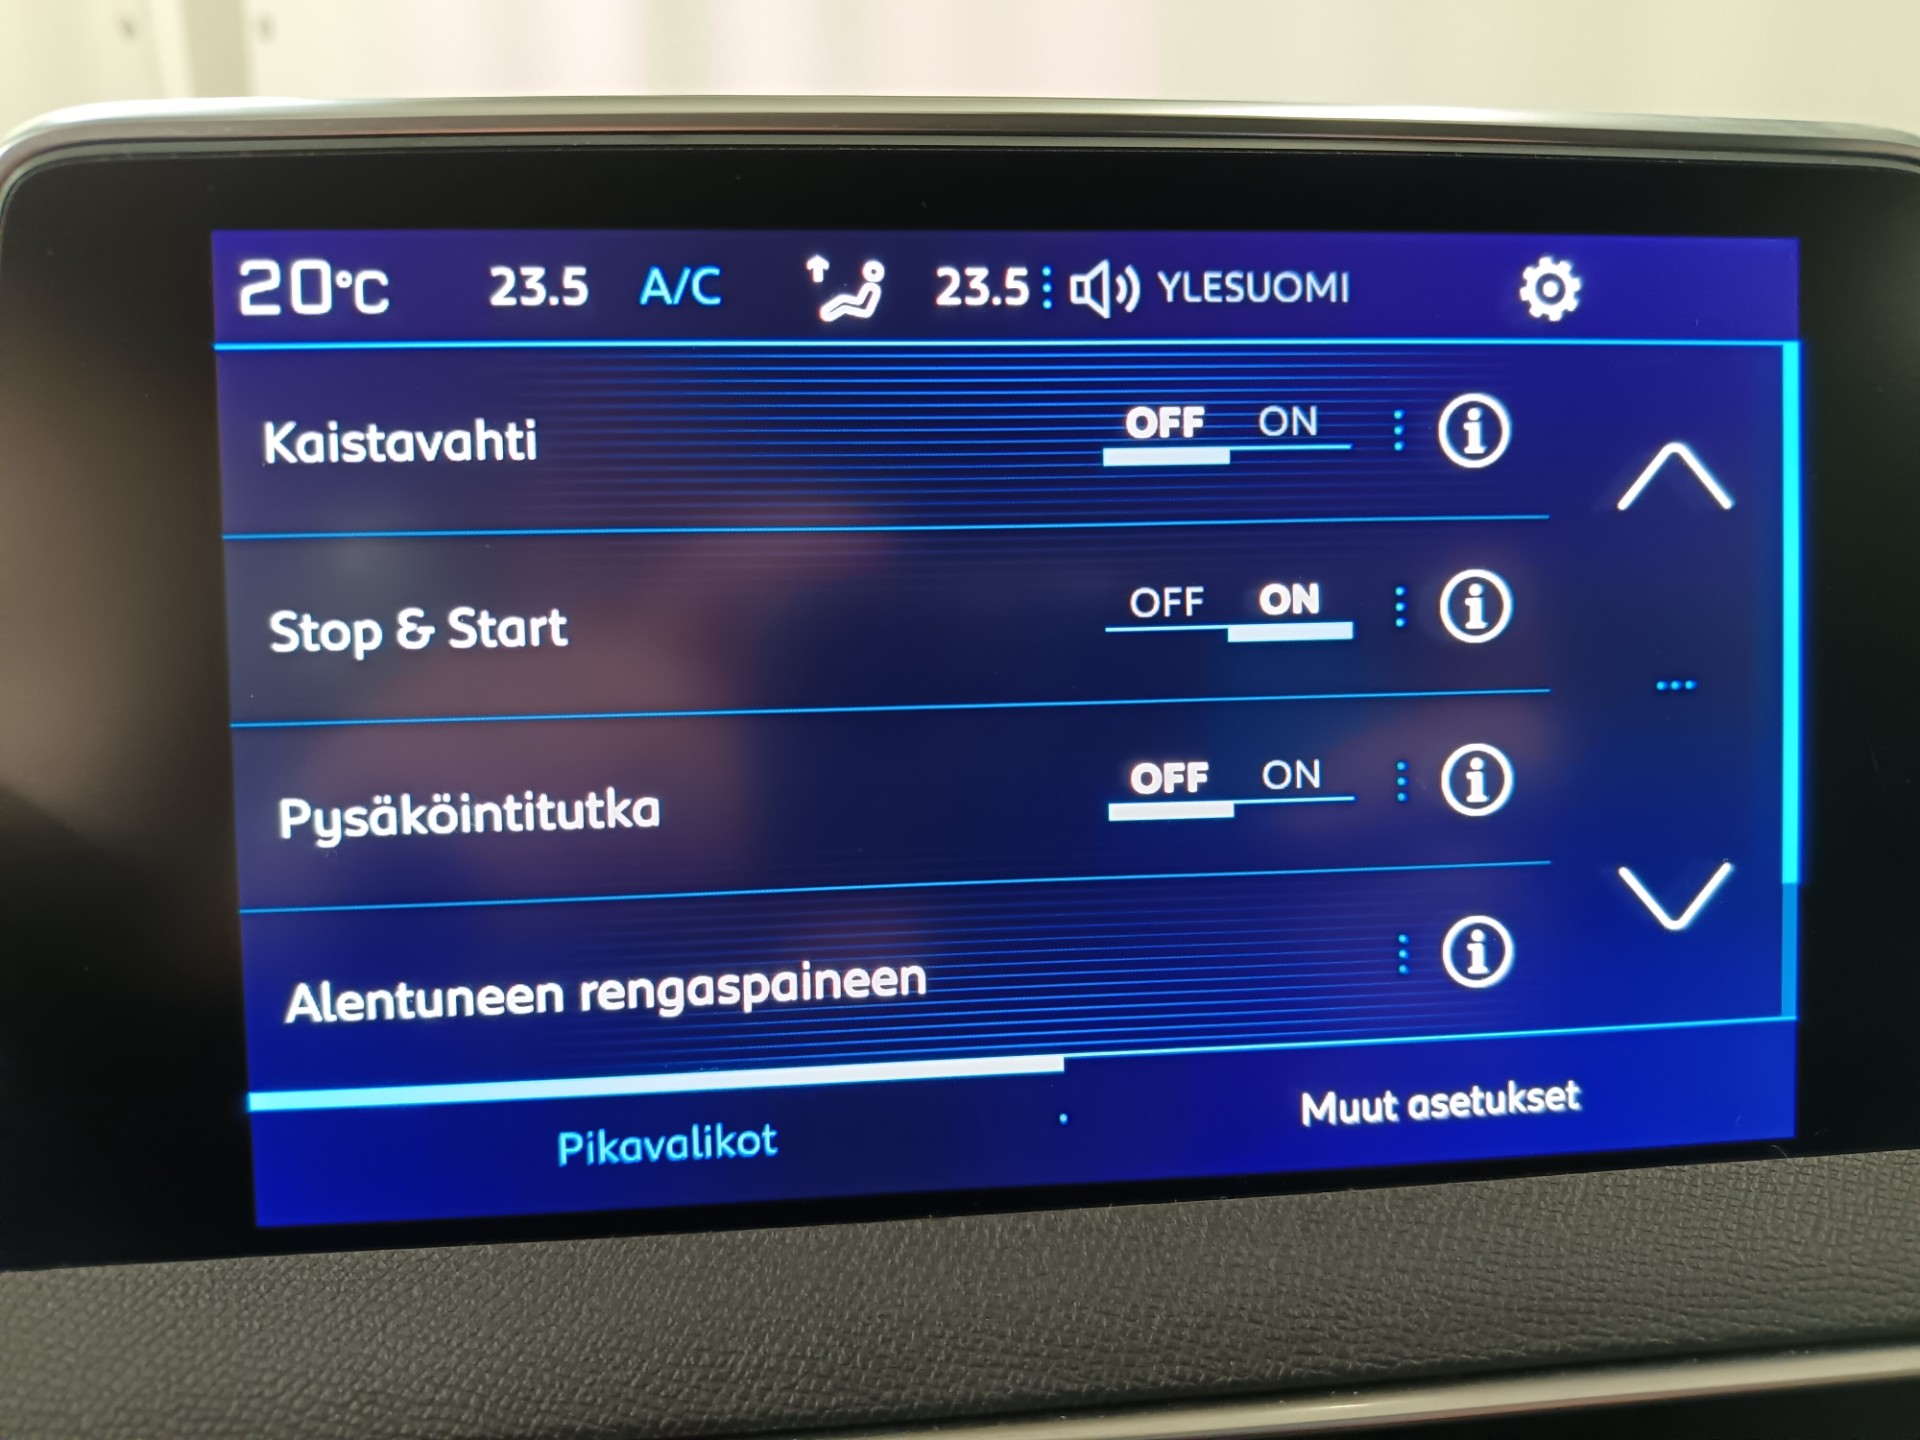 20°C 23.5 A/C 23.5 YLESUOMI
Kaistavahti OFF ON
Stop & Start OFF ON
Pysäköintitutka OFF ON
Alentuneen rengaspaineen
Pikavalikot Muut asetukset